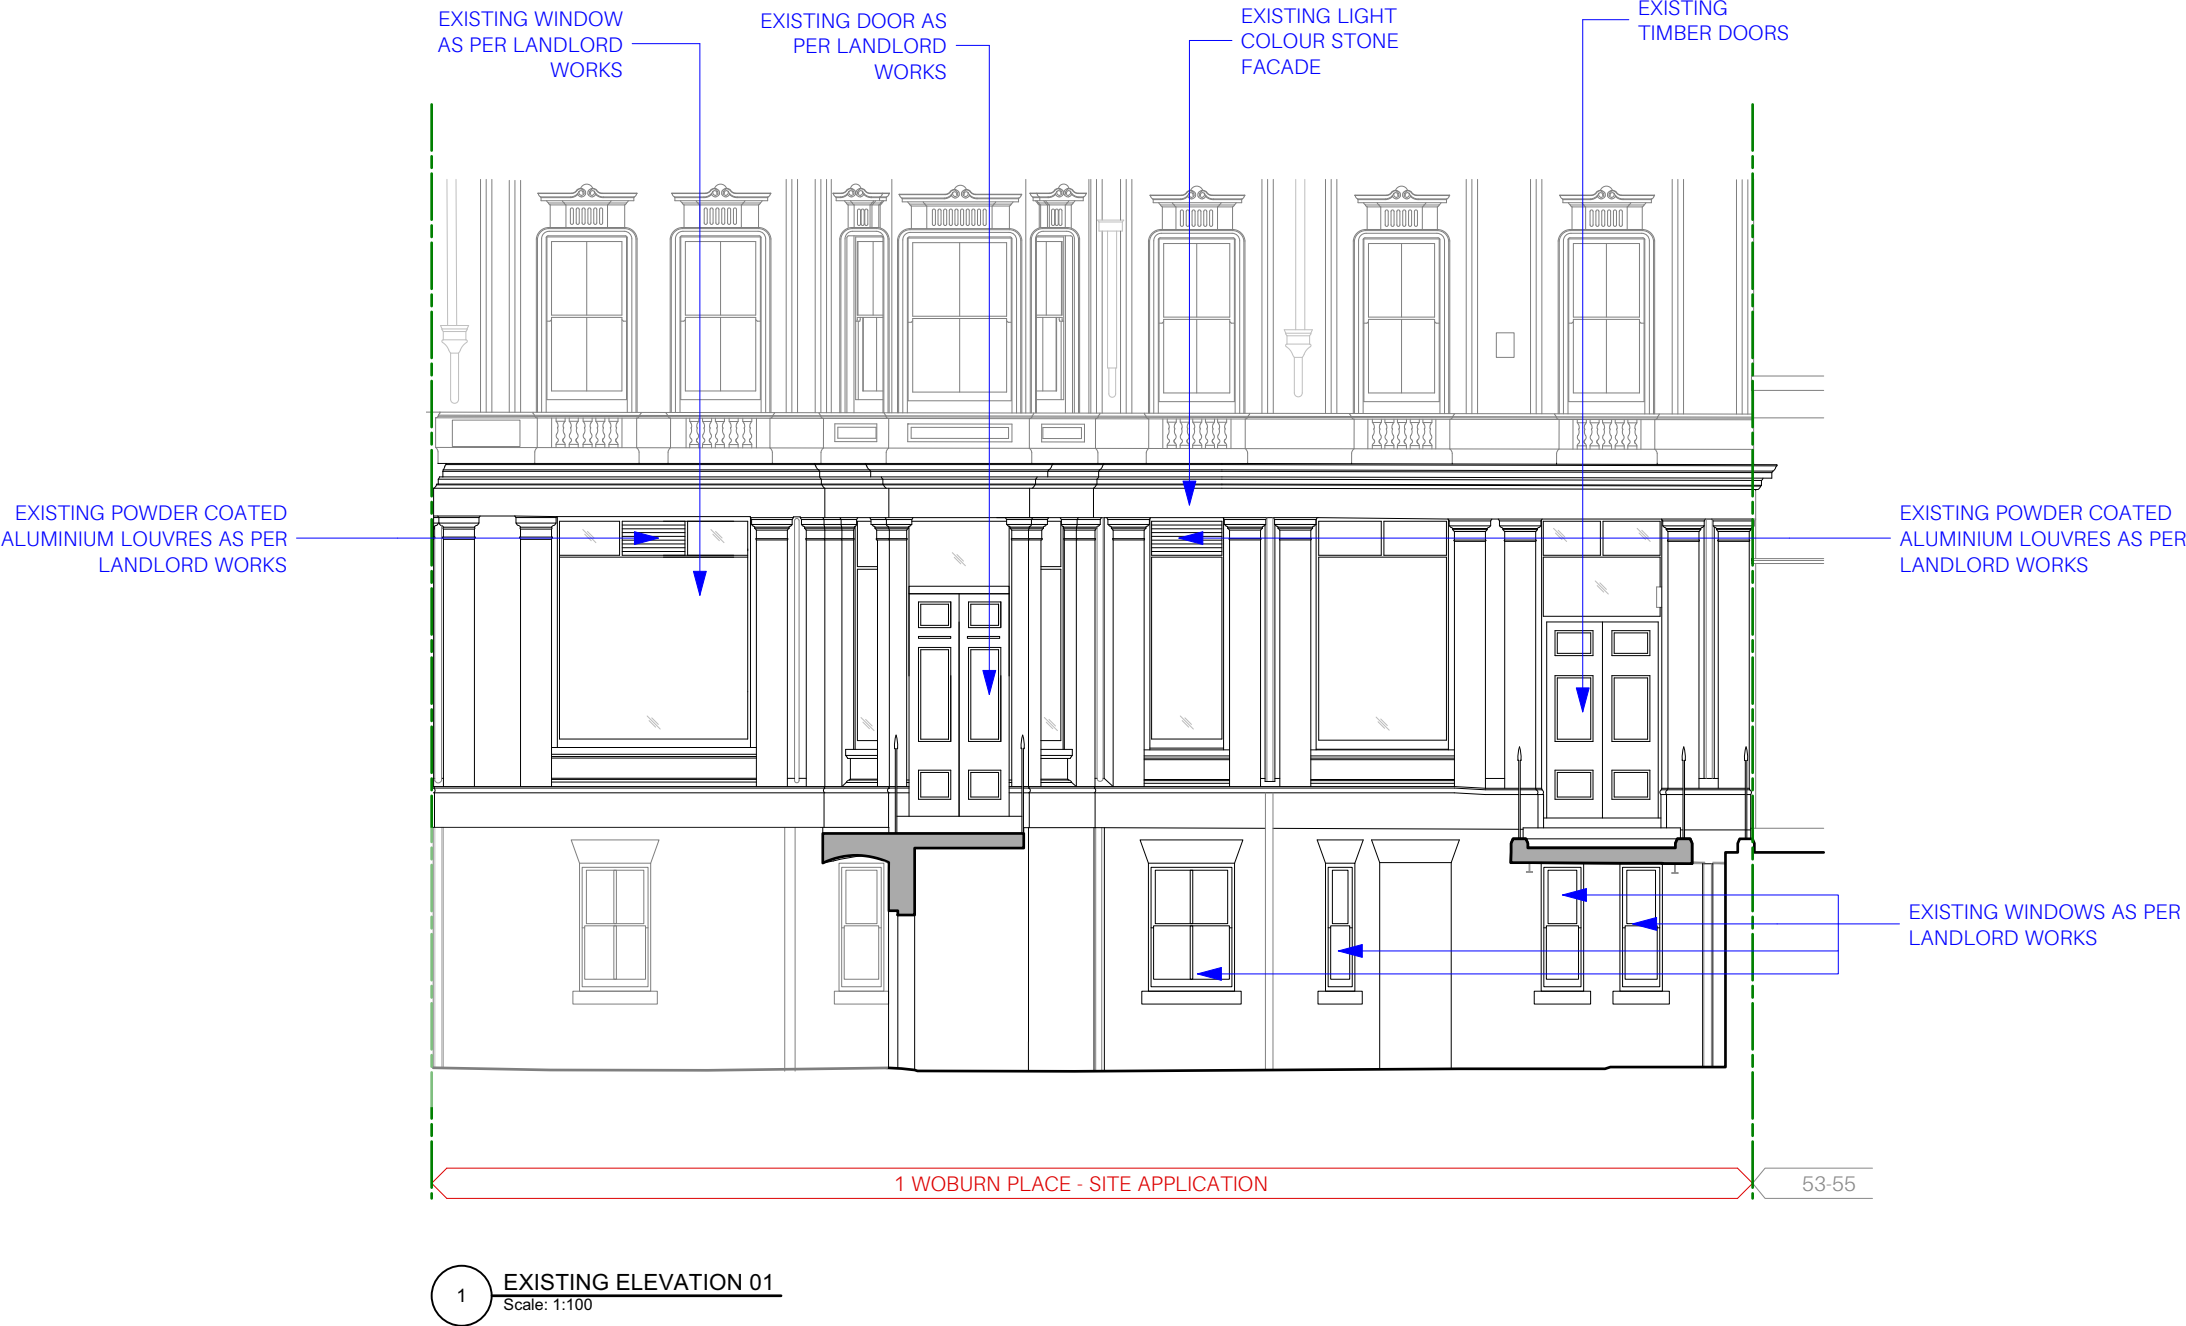 EXISTING WINDOW
AS PER LANDLORD
WORKS
EXISTING DOOR AS
PER LANDLORD
WORKS
EXISTING LIGHT
COLOUR STONE
FACADE
EXISTING
TIMBER DOORS
EXISTING POWDER COATED
ALUMINIUM LOUVRES AS PER
LANDLORD WORKS
EXISTING POWDER COATED
ALUMINIUM LOUVRES AS PER
LANDLORD WORKS
EXISTING WINDOWS AS PER
LANDLORD WORKS
1 WOBURN PLACE - SITE APPLICATION
53-55
1
EXISTING ELEVATION 01
Scale: 1:100